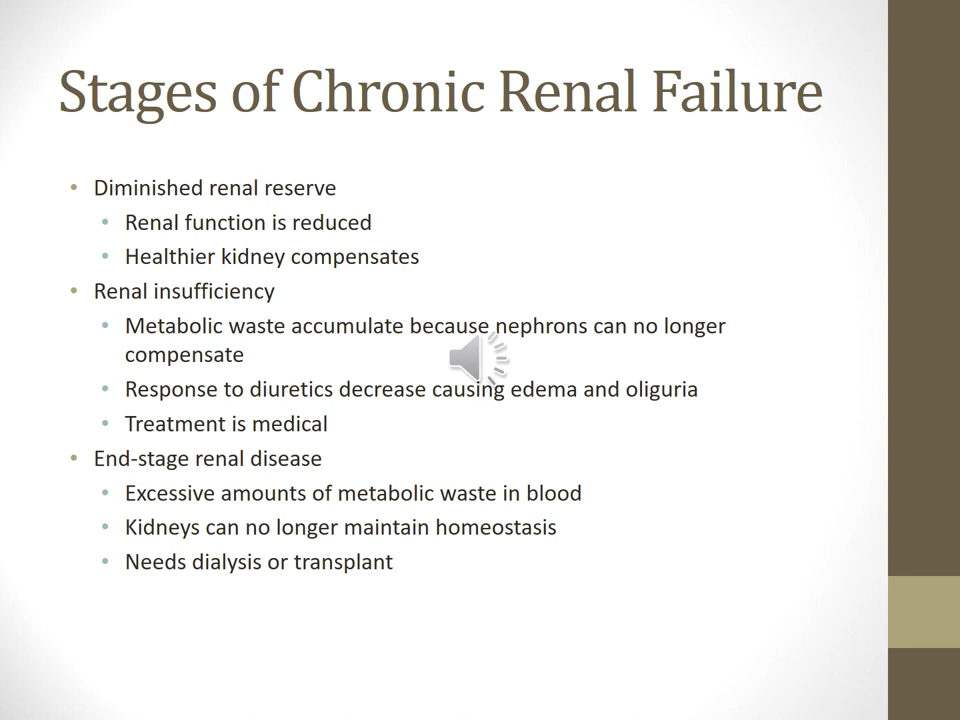 Stages of Chronic Renal Failure
• Diminished renal reserve
• Renal function is reduced
• Healthier kidney compensates
• Renal insufficiency
• Metabolic waste accumulate because nephrons can no longer
compensate
• Response to diuretics decrease causing edema and oliguria
• Treatment is medical
• End-stage renal disease
• Excessive amounts of metabolic waste in blood
• Kidneys can no longer maintain homeostasis
• Needs dialysis or transplant